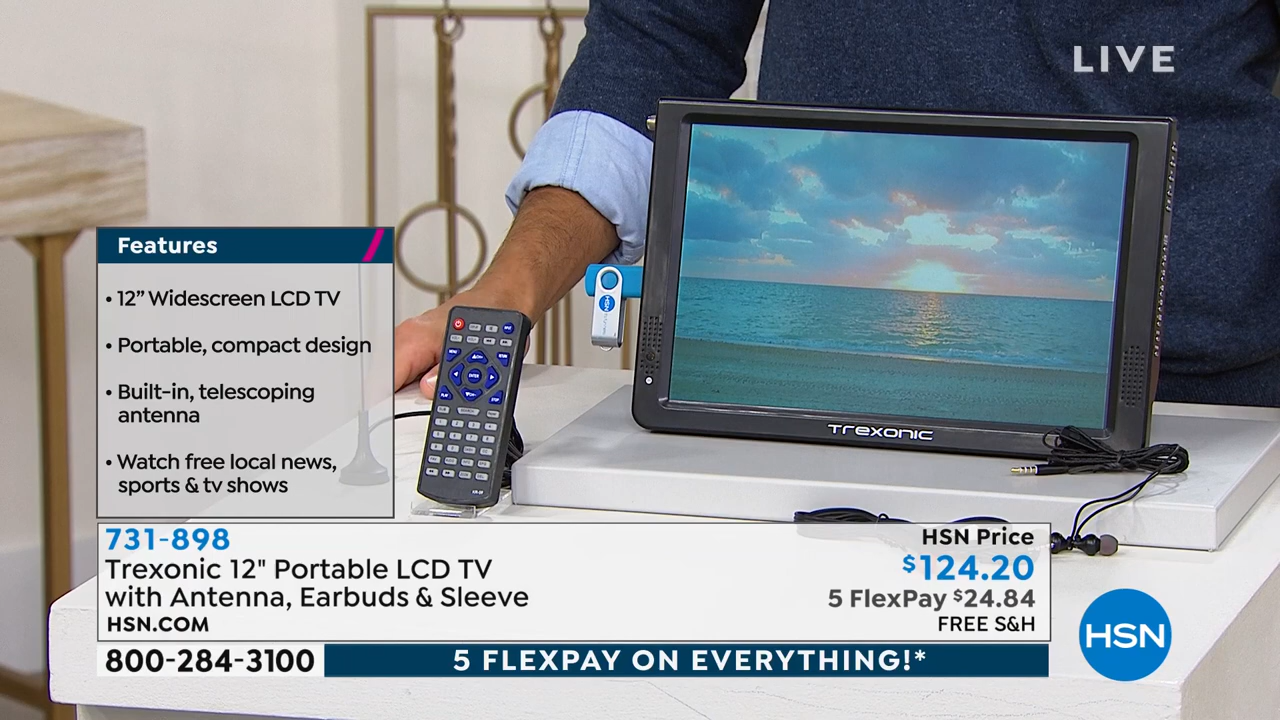 LIVE
Features
• 12” Widescreen LCD TV
• Portable, compact design
• Built-in, telescoping
antenna
• Watch free local news,
sports & tv shows
HSN
TREXONIC
731-898
Trexonic 12" Portable LCD TV
with Antenna, Earbuds & Sleeve
HSN.COM
HSN Price
$124.20
5 FlexPay $24.84
FREE S&H
800-284-3100
5 FLEXPAY ON EVERYTHING!*
HSN